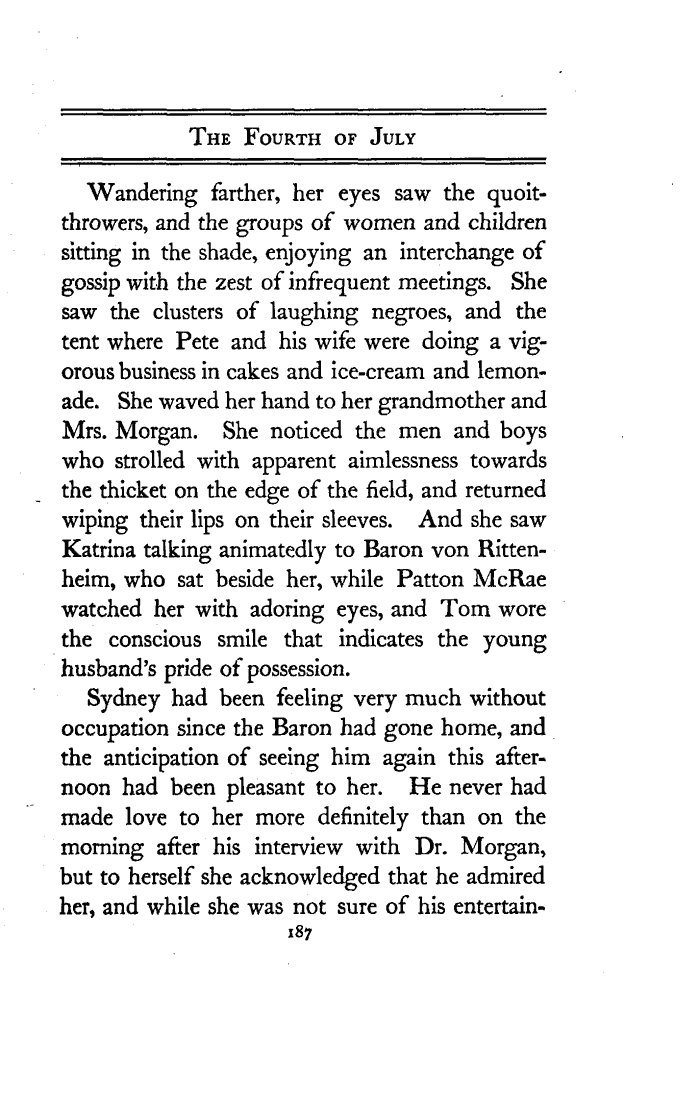 The Fourth of July
Wandering farther, her eyes saw the quoit-
throwers, and the groups of women and children
sitting in the shade, enjoying an interchange of
gossip with the zest of infrequent meetings. She
saw the clusters of laughing negroes, and the
tent where Pete and his wife were doing a vig-
orous business in cakes and ice-cream and lemon-
ade. She waved her hand to her grandmother and
Mrs. Morgan. She noticed the men and boys
who strolled with apparent aimlessness towards
the thicket on the edge of the field, and returned
wiping their lips on their sleeves. And she saw
Katrina talking animatedly to Baron von Ritten-
heim, who sat beside her, while Patton McRae
watched her with adoring eyes, and Tom wore
the conscious smile that indicates the young
husband's pride of possession.
Sydney had been feeling very much without
occupation since the Baron had gone home, and
the anticipation of seeing him again this after-
noon had been pleasant to her. He never had
made love to her more definitely than on the
morning after his interview with Dr. Morgan,
but to herself she acknowledged that he admired
her, and while she was not sure of his entertain-
187